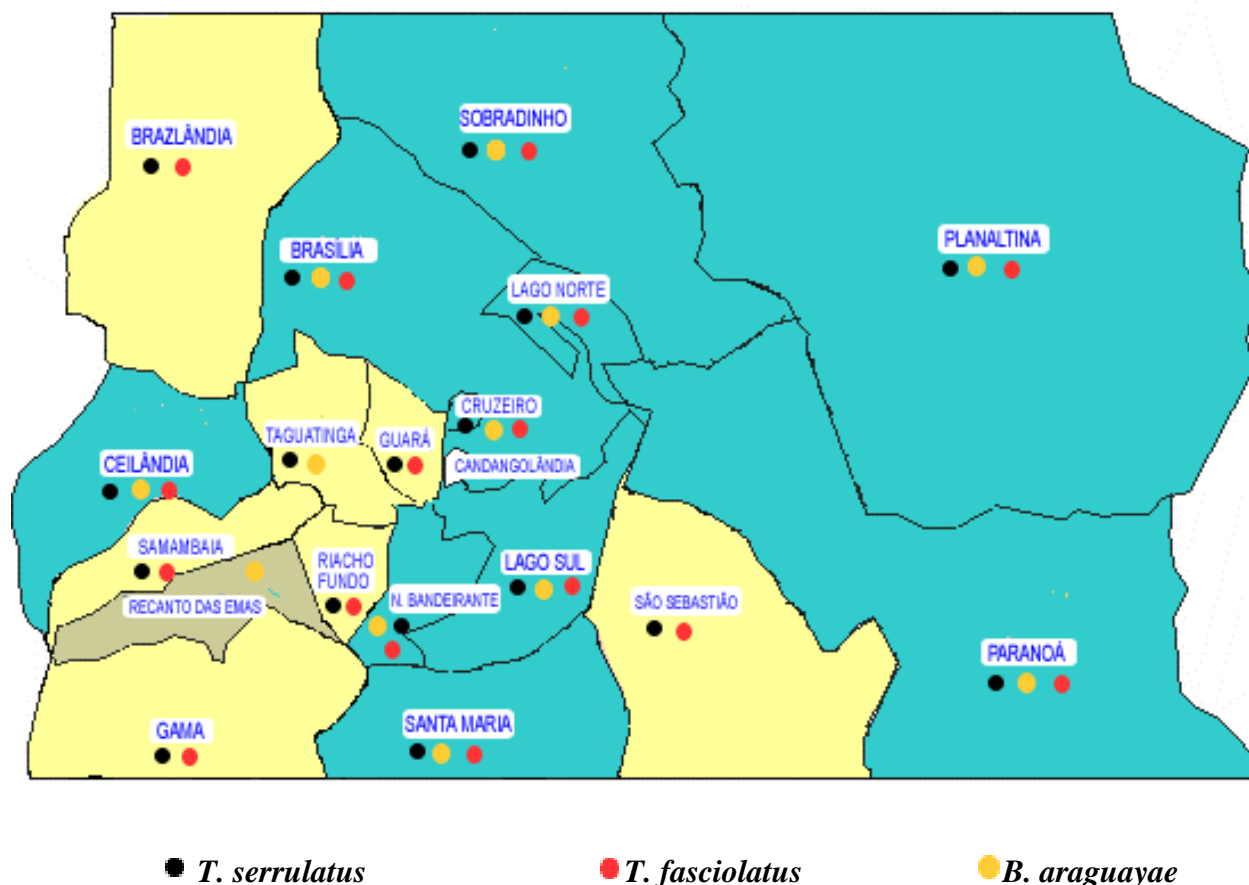 BRAZLÂNDIA
SOBRADINHO
PLANALTINA
BRASÍLIA
LAGO NORTE
CRUZEIRO
TAGUATINGA
GUARÁ
CEILÂNDIA
CANDANGOLÂNDIA
SAMAMBAIA
RIACHO
FUNDO
LAGO SUL
RECANTO DAS EMAS
N. BANDEIRANTE
SÃO SEBASTIÃO
PARANOÁ
GAMA
SANTA MARIA
T. serrulatus
T. fasciolatus
B. araguayae